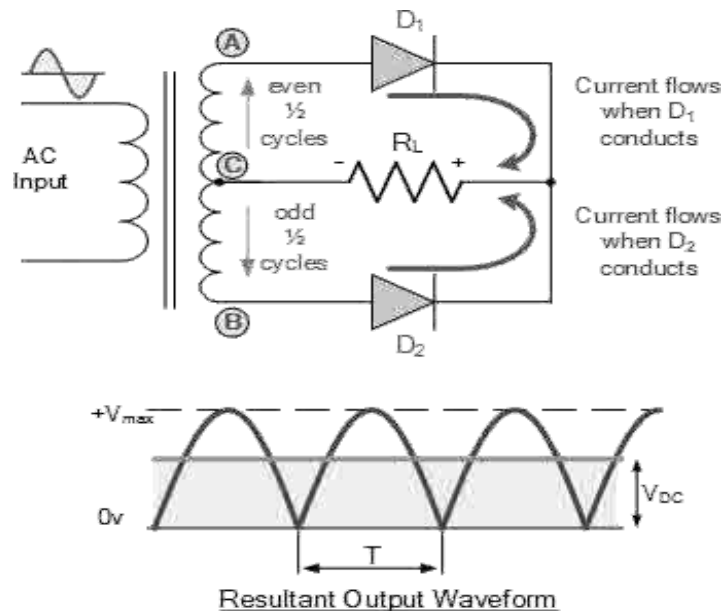 D1
A
AC
Input
even
½
cycles
C
odd
½
cycles
B
- RL +
Current flows
when D1
conducts
Current flows
when D2
conducts
D2
+Vmax
0v
VDC
T
Resultant Output Waveform